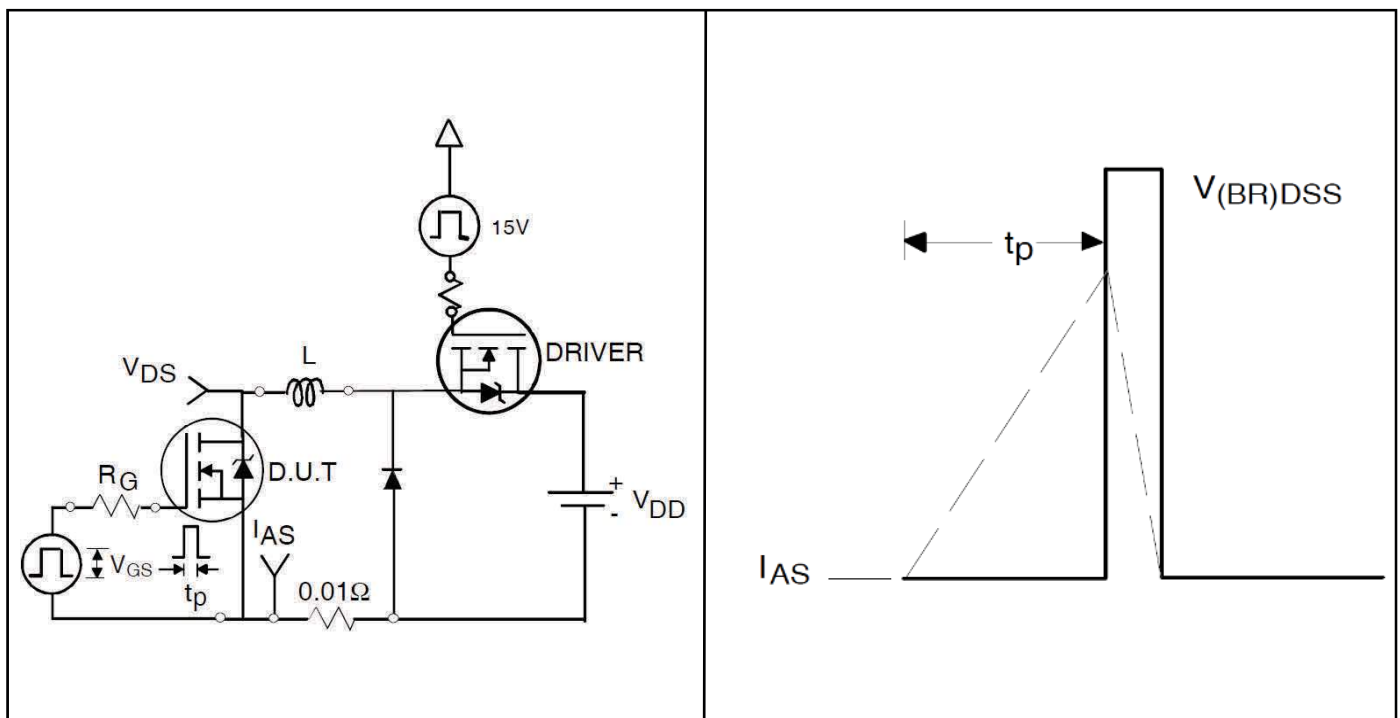 15V
DRIVER
L
VDS
RG
D.U.T
+
-
VDD
IAS
VGS
tp
0.01Ω
V(BR)DSS
tp
IAS